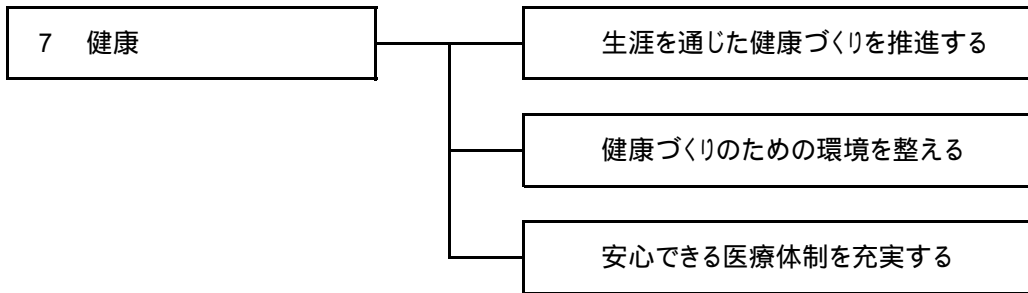 7　健康
生涯を通じた健康づくりを推進する
健康づくりのための環境を整える
安心できる医療体制を充実する